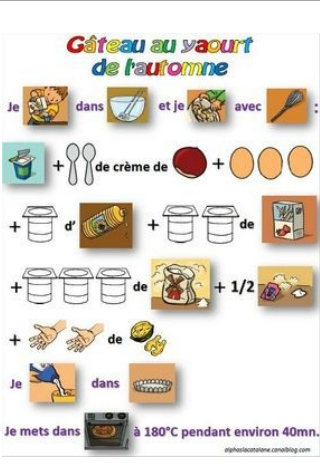 Gâteau au yaourt
de l'automne
Je dans et je avec :
+ de crème de +
+ d' + de
+ de + 1/2
+ de
Je dans
Je mets dans à 180°C pendant environ 40mn.
alphaslacatalane.canalblog.com